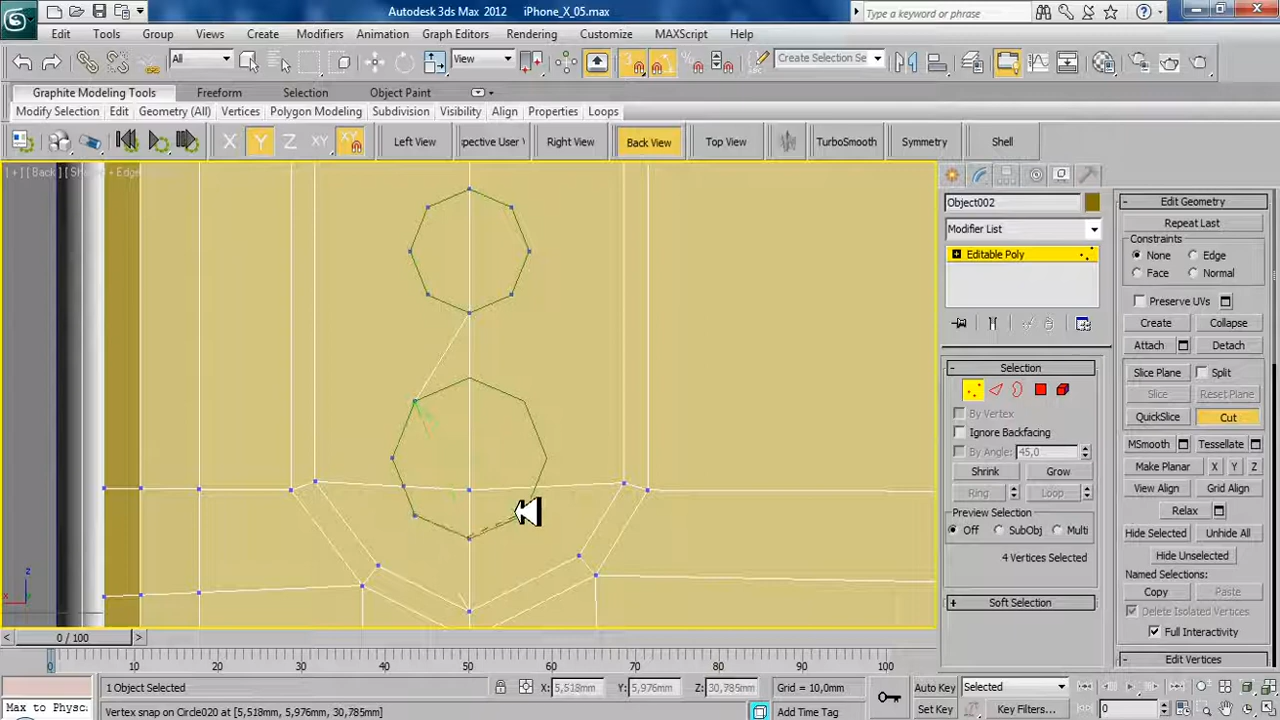 Autodesk 3ds Max 2012 iPhone_X_05.max
Type a keyword or phrase
Edit Tools Group Views Create Modifiers Animation Graph Editors Rendering Customize MAXScript Help
All View Create Selection Se
Graphite Modeling Tools Freeform Selection Object Paint
Modify Selection Edit Geometry (All) Vertices Polygon Modeling Subdivision Visibility Align Properties Loops
X Y Z XY XY Left View spective User V Right View Back View Top View TurboSmooth Symmetry Shell
+ ] [ Back ] [ Shaded + Edge
Object002
Modifier List
Editable Poly
Selection
By Vertex
Ignore Backfacing
By Angle: 45,0
Shrink Grow
Ring Loop
Preview Selection
Off SubObj Multi
4 Vertices Selected
Soft Selection
Edit Geometry
Repeat Last
Constraints
None Edge
Face Normal
Preserve UVs
Create Collapse
Attach Detach
Slice Plane Split
Slice Reset Plane
QuickSlice Cut
MSmooth Tessellate
Make Planar X Y Z
View Align Grid Align
Relax
Hide Selected Unhide All
Hide Unselected
Named Selections:
Copy Paste
Delete Isolated Vertices
Full Interactivity
Edit Vertices
z
x
< 0 / 100 >
0 10 20 30 40 50 60 70 80 90 100
1 Object Selected X: 5,518mm Y: 5,976mm Z: 30,785mm Grid = 10,0mm Auto Key Selected
Max to Physc. Vertex snap on Circle020 at [5,518mm, 5,976mm, 30,785mm] Add Time Tag Set Key Key Filters... 0